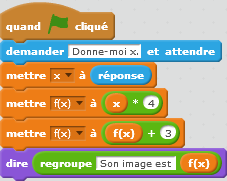 quand cliqué
demander Donne-moi x. et attendre
mettre x à réponse
mettre f(x) à x * 4
mettre f(x) à f(x) + 3
dire regroupe Son image est f(x)